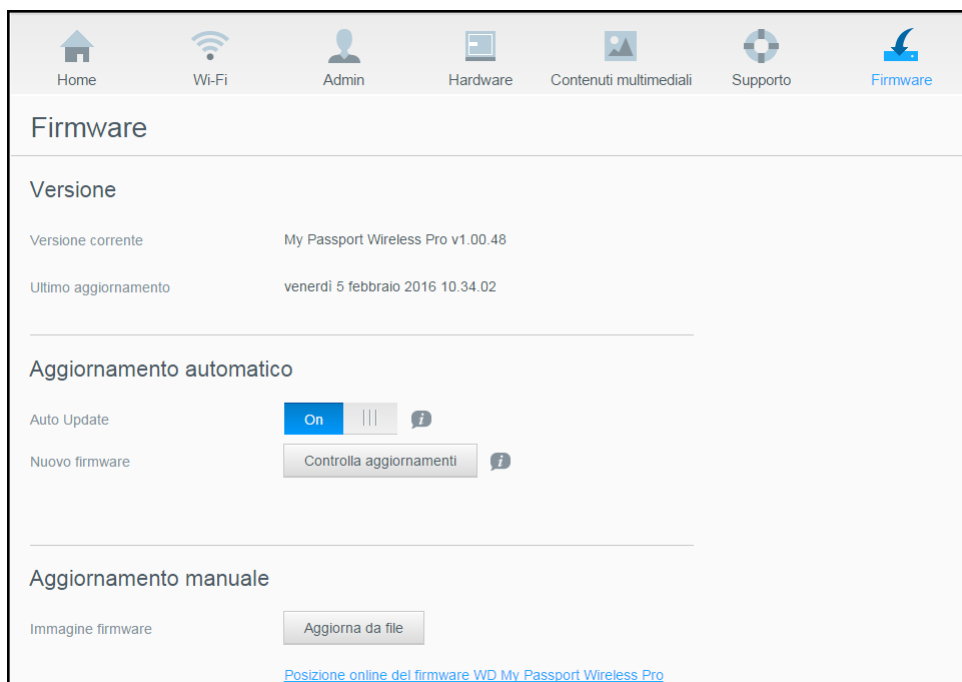 Home Wi-Fi Admin Hardware Contenuti multimediali Supporto Firmware
Firmware
Versione
Versione corrente My Passport Wireless Pro v1.00.48
Ultimo aggiornamento venerdì 5 febbraio 2016 10.34.02
Aggiornamento automatico
Auto Update On
Nuovo firmware Controlla aggiornamenti
Aggiornamento manuale
Immagine firmware Aggiorna da file
Posizione online del firmware WD My Passport Wireless Pro